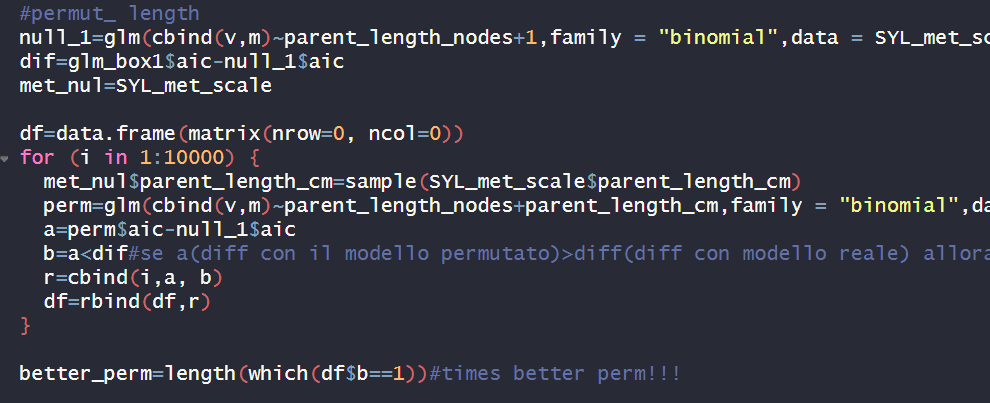 #permut_ length
null_1=glm(cbind(v,m)~parent_length_nodes+1,family = "binomial",data = SYL_met_sc
dif=glm_box1$aic-null_1$aic
met_nul=SYL_met_scale
df=data.frame(matrix(nrow=0, ncol=0))
for (i in 1:10000) {
met_nul$parent_length_cm=sample(SYL_met_scale$parent_length_cm)
perm=glm(cbind(v,m)~parent_length_nodes+parent_length_cm,family = "binomial",da
a=perm$aic-null_1$aic
b=a<dif#se a(diff con il modello permutato)>diff(diff con modello reale) allora
r=cbind(i,a, b)
df=rbind(df,r)
}
better_perm=length(which(df$b==1))#times better perm!!!